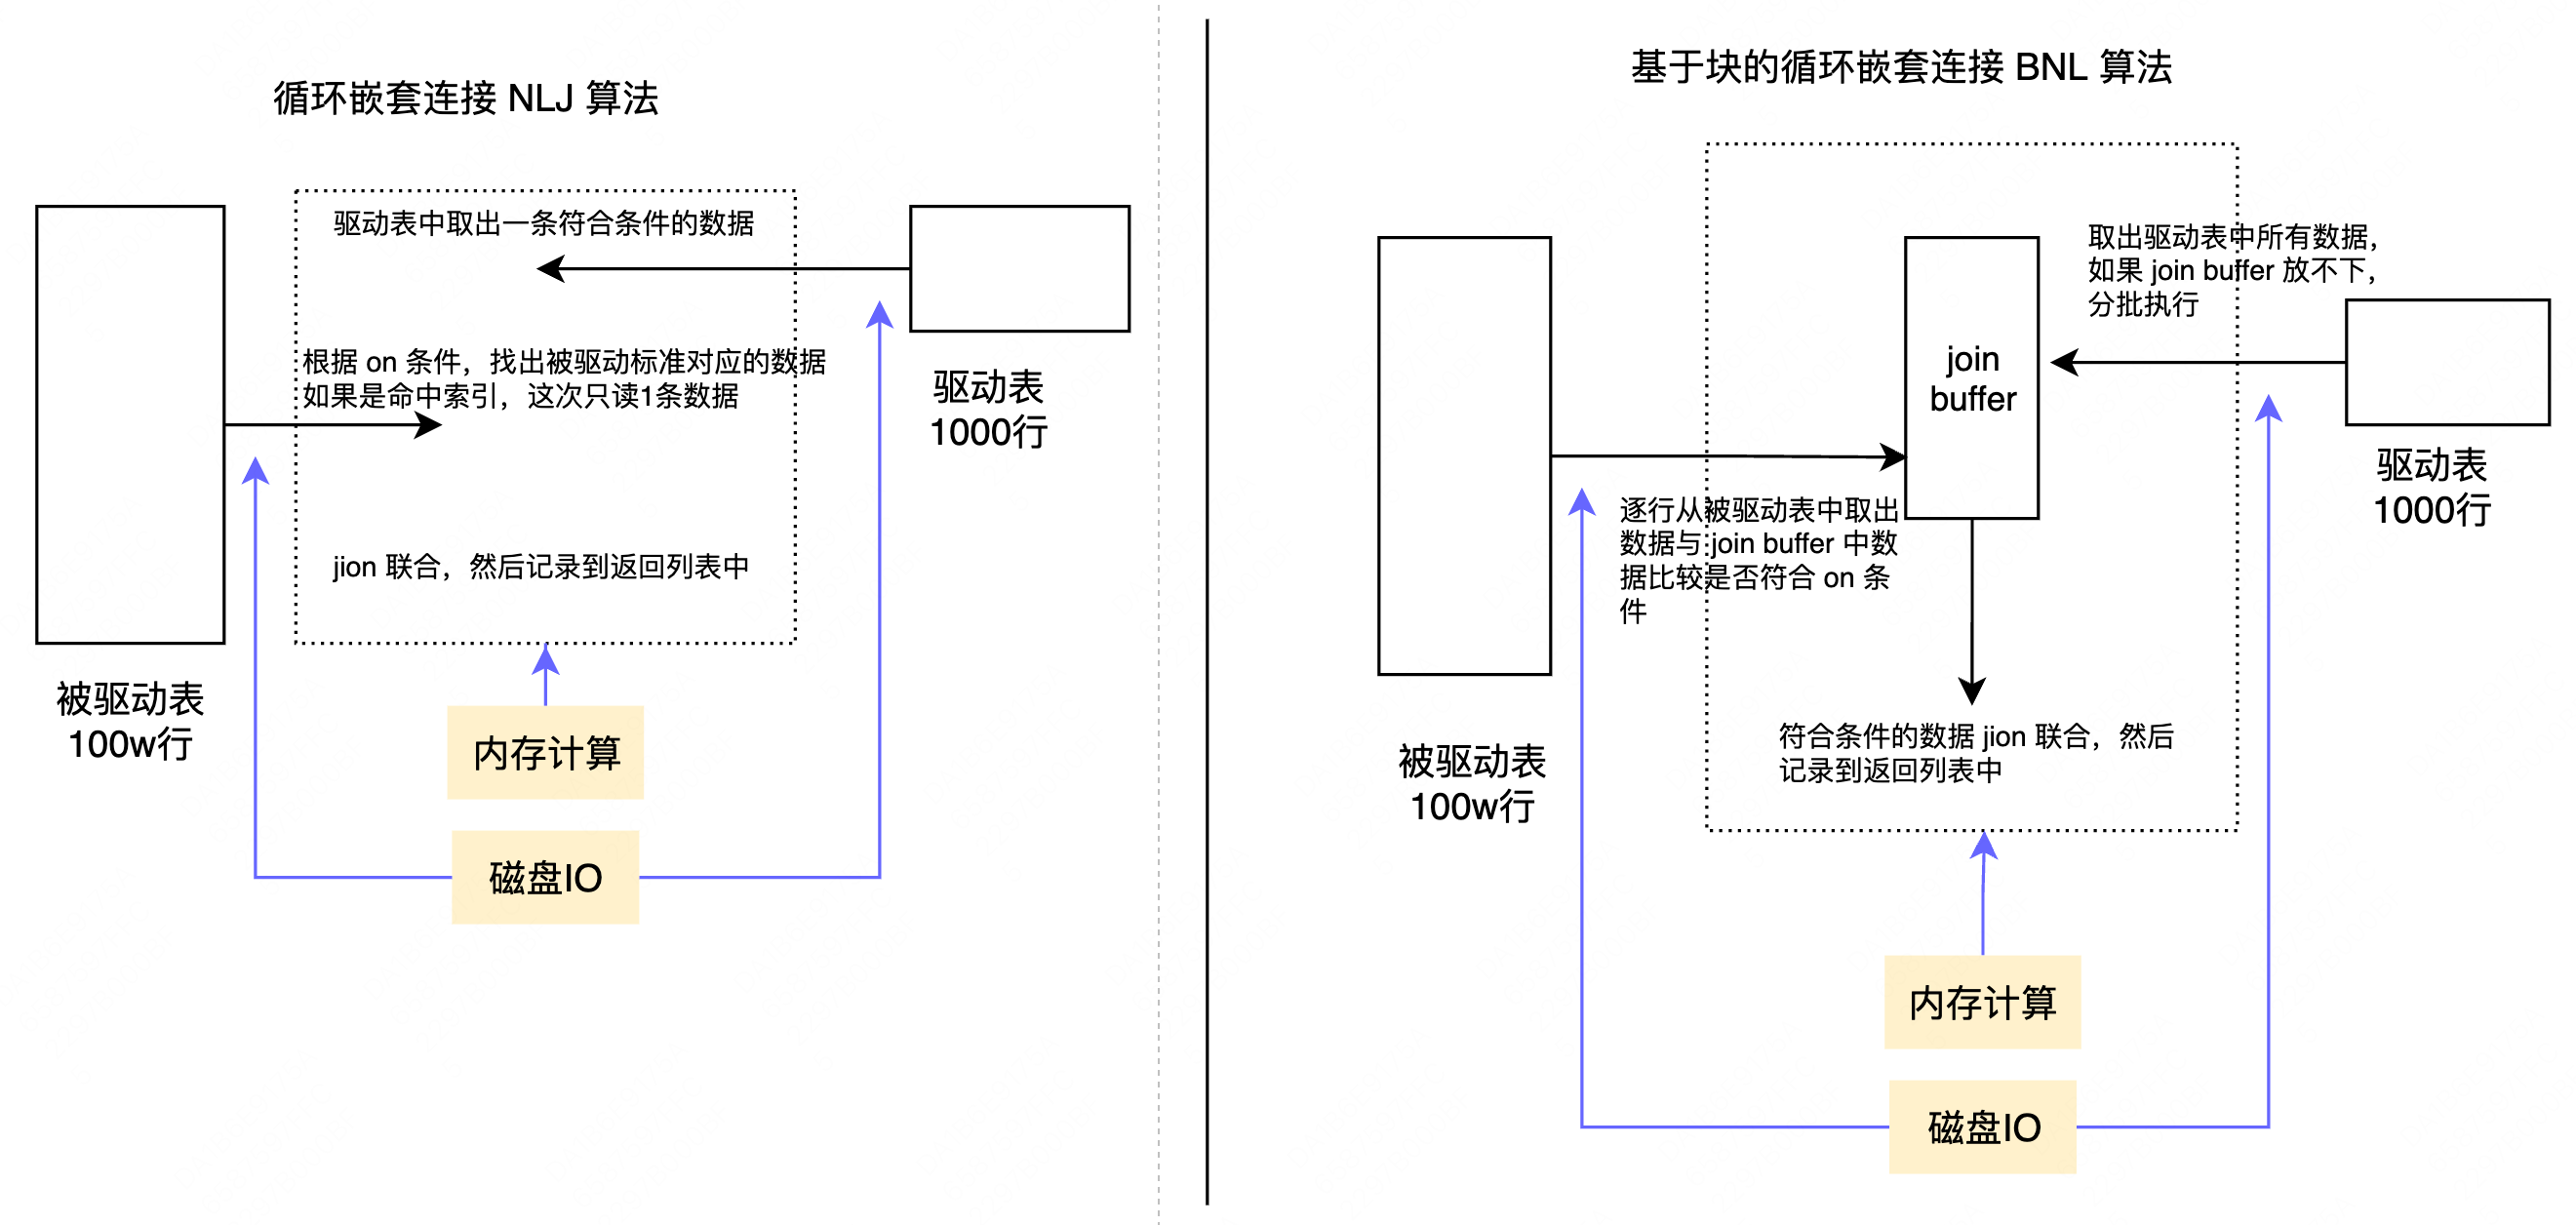 循环嵌套连接 NLJ 算法
驱动表中取出一条符合条件的数据
根据 on 条件，找出被驱动标准对应的数据
如果是命中索引，这次只读1条数据
驱动表
1000行
jion 联合，然后记录到返回列表中
被驱动表
100w行
内存计算
磁盘IO
基于块的循环嵌套连接 BNL 算法
取出驱动表中所有数据，
如果 join buffer 放不下，
分批执行
join
buffer
驱动表
1000行
逐行从被驱动表中取出
数据与 join buffer 中数
据比较是否符合 on 条
件
符合条件的数据 jion 联合，然后
记录到返回列表中
被驱动表
100w行
内存计算
磁盘IO